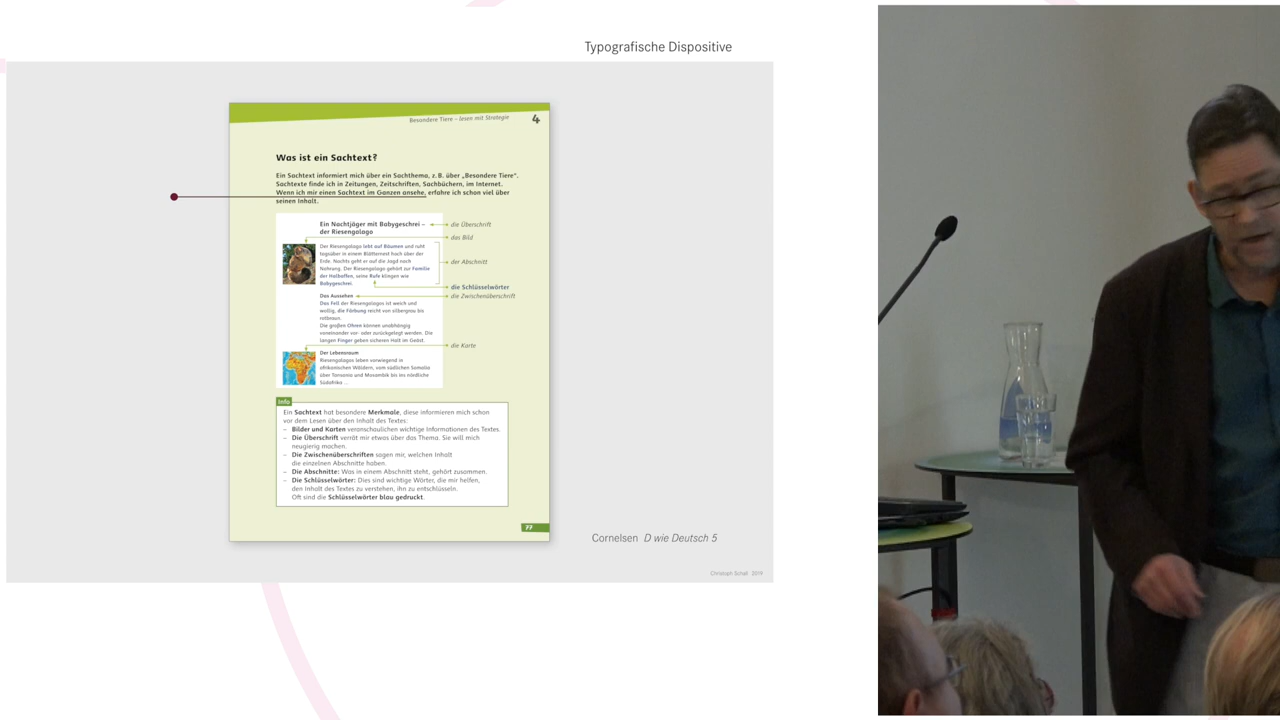 Typografische Dispositive
Besondere Tiere – lesen mit Strategie
4
Was ist ein Sachtext?
Ein Sachtext informiert mich über ein Sachthema, z. B. über „Besondere Tiere“.
Sachtexte finde ich in Zeitungen, Zeitschriften, Sachbüchern, im Internet.
Wenn ich mir einen Sachtext im Ganzen ansehe, erfahre ich schon viel über
seinen Inhalt.
Ein Nachtjäger mit Babygeschrei –
der Riesengalago
die Überschrift
das Bild
Der Riesengalago lebt auf Bäumen und ruht
tagsüber in einem Blätternest hoch über der
Erde. Nachts geht er auf die Jagd nach
Nahrung. Der Riesengalago gehört zur Familie
der Halbaffen, seine Rufe klingen wie
Babygeschrei.
der Abschnitt
die Schlüsselwörter
Das Aussehen
die Zwischenüberschrift
Das Fell der Riesengalagos ist weich und
wollig, die Färbung reicht von silbergrau bis
rotbraun.
Die großen Ohren können unabhängig
voneinander vor- oder zurückgelegt werden. Die
langen Finger geben sicheren Halt im Geäst.
die Karte
Der Lebensraum
Riesengalagos leben vorwiegend in
afrikanischen Wäldern, vom südlichen Somalia
über Tansania und Mosambik bis ins nördliche
Südafrika ...
Info
Ein Sachtext hat besondere Merkmale, diese informieren mich schon
vor dem Lesen über den Inhalt des Textes:
– Bilder und Karten veranschaulichen wichtige Informationen des Textes.
– Die Überschrift verrät mir etwas über das Thema. Sie will mich
neugierig machen.
– Die Zwischenüberschriften sagen mir, welchen Inhalt
die einzelnen Abschnitte haben.
– Die Abschnitte: Was in einem Abschnitt steht, gehört zusammen.
– Die Schlüsselwörter: Dies sind wichtige Wörter, die mir helfen,
den Inhalt des Textes zu verstehen, ihn zu entschlüsseln.
Oft sind die Schlüsselwörter blau gedruckt.
77
Cornelsen D wie Deutsch 5
Christoph Schall 2019